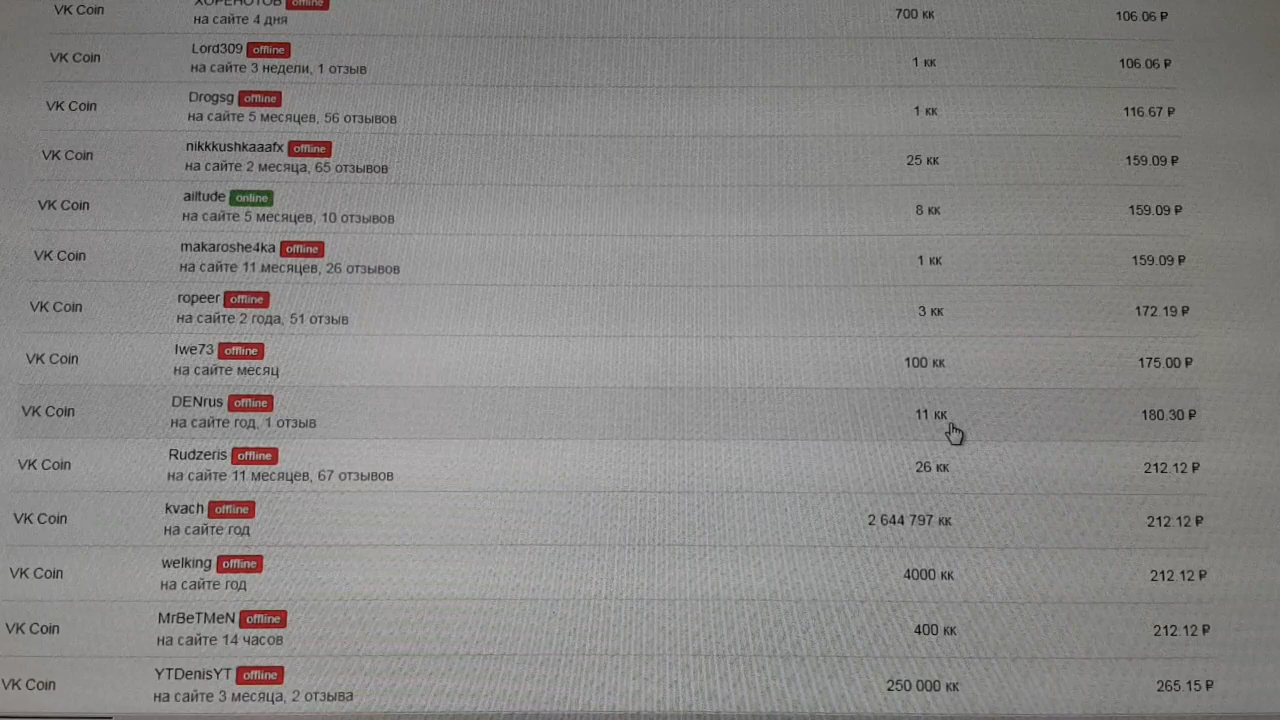 VK Coin
offline
на сайте 4 дня
700 кк
106.06 ₽
VK Coin
Lord309 offline
на сайте 3 недели, 1 отзыв
1 кк
106.06 ₽
VK Coin
Drogsg offline
на сайте 5 месяцев, 56 отзывов
1 кк
116.67 ₽
VK Coin
nikkkushkaaafx offline
на сайте 2 месяца, 65 отзывов
25 кк
159.09 ₽
VK Coin
ailtude online
на сайте 5 месяцев, 10 отзывов
8 кк
159.09 ₽
VK Coin
makaroshe4ka offline
на сайте 11 месяцев, 26 отзывов
1 кк
159.09 ₽
VK Coin
ropeer offline
на сайте 2 года, 51 отзыв
3 кк
172.19 ₽
VK Coin
Iwe73 offline
на сайте месяц
100 кк
175.00 ₽
VK Coin
DENrus offline
на сайте год, 1 отзыв
11 кк
180.30 ₽
VK Coin
Rudzeris offline
на сайте 11 месяцев, 67 отзывов
26 кк
212.12 ₽
VK Coin
kvach offline
на сайте год
2 644 797 кк
212.12 ₽
VK Coin
welking offline
на сайте год
4000 кк
212.12 ₽
VK Coin
MrBeTMeN offline
на сайте 14 часов
400 кк
212.12 ₽
VK Coin
YTDenisYT offline
на сайте 3 месяца, 2 отзыва
250 000 кк
265.15 ₽